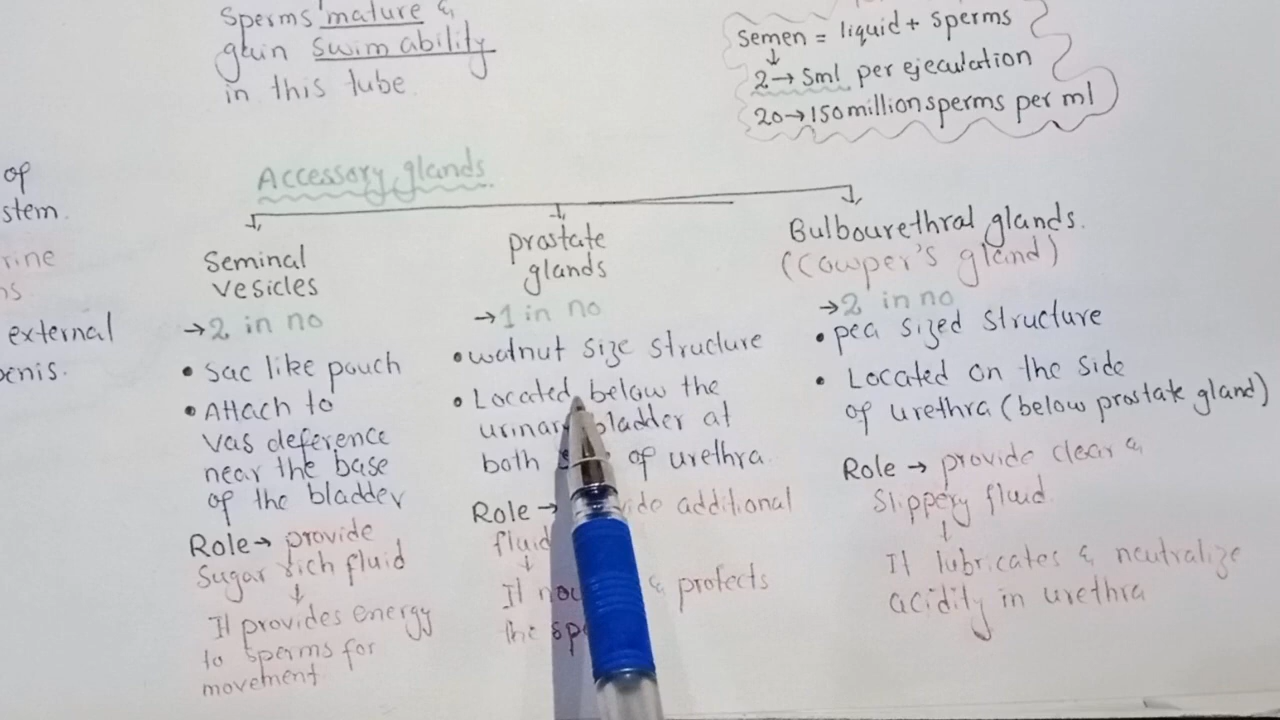 Sperms mature &
gain swim ability
in this tube.
Semen = liquid + sperms
2→5ml per ejeculation
20→150million sperms per ml
of
stem.
rine
ns
external
penis.
Accessory glands
Seminal
vesicles
→2 in no
• Sac like pouch
• Attach to
vas deference
near the base
of the bladder
Role→ provide
Sugar rich fluid
↓
It provides energy
to sperms for
movement
prostate
glands
→1 in no
• walnut size structure
• Located below the
urinary bladder at
both of urethra
Role→ additional
fluid
↓
It & protects
the
Bulbourethral glands.
(Cowper's gland)
→2 in no
• pea sized structure
• Located on the side
of urethra (below prostate gland)
Role→ provide clear &
Slippery fluid
↓
It lubricates & neutralize
acidity in urethra